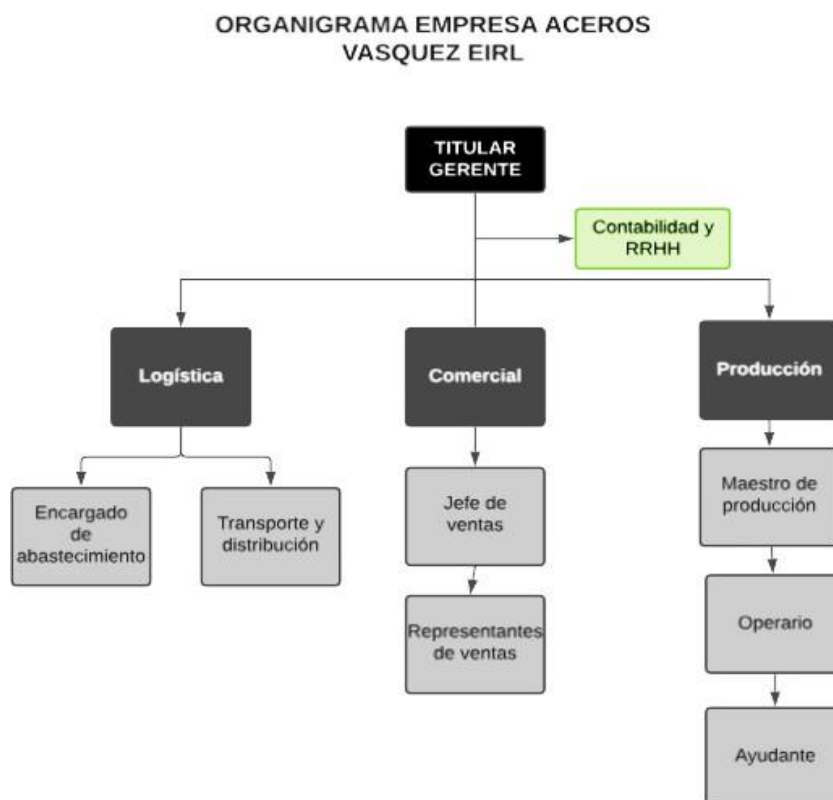 ORGANIGRAMA EMPRESA ACEROS
VASQUEZ EIRL
TITULAR
GERENTE
Contabilidad y
RRHH
Logística
Comercial
Producción
Encargado
de
abastecimiento
Transporte y
distribución
Jefe de
ventas
Representantes
de ventas
Maestro de
producción
Operario
Ayudante